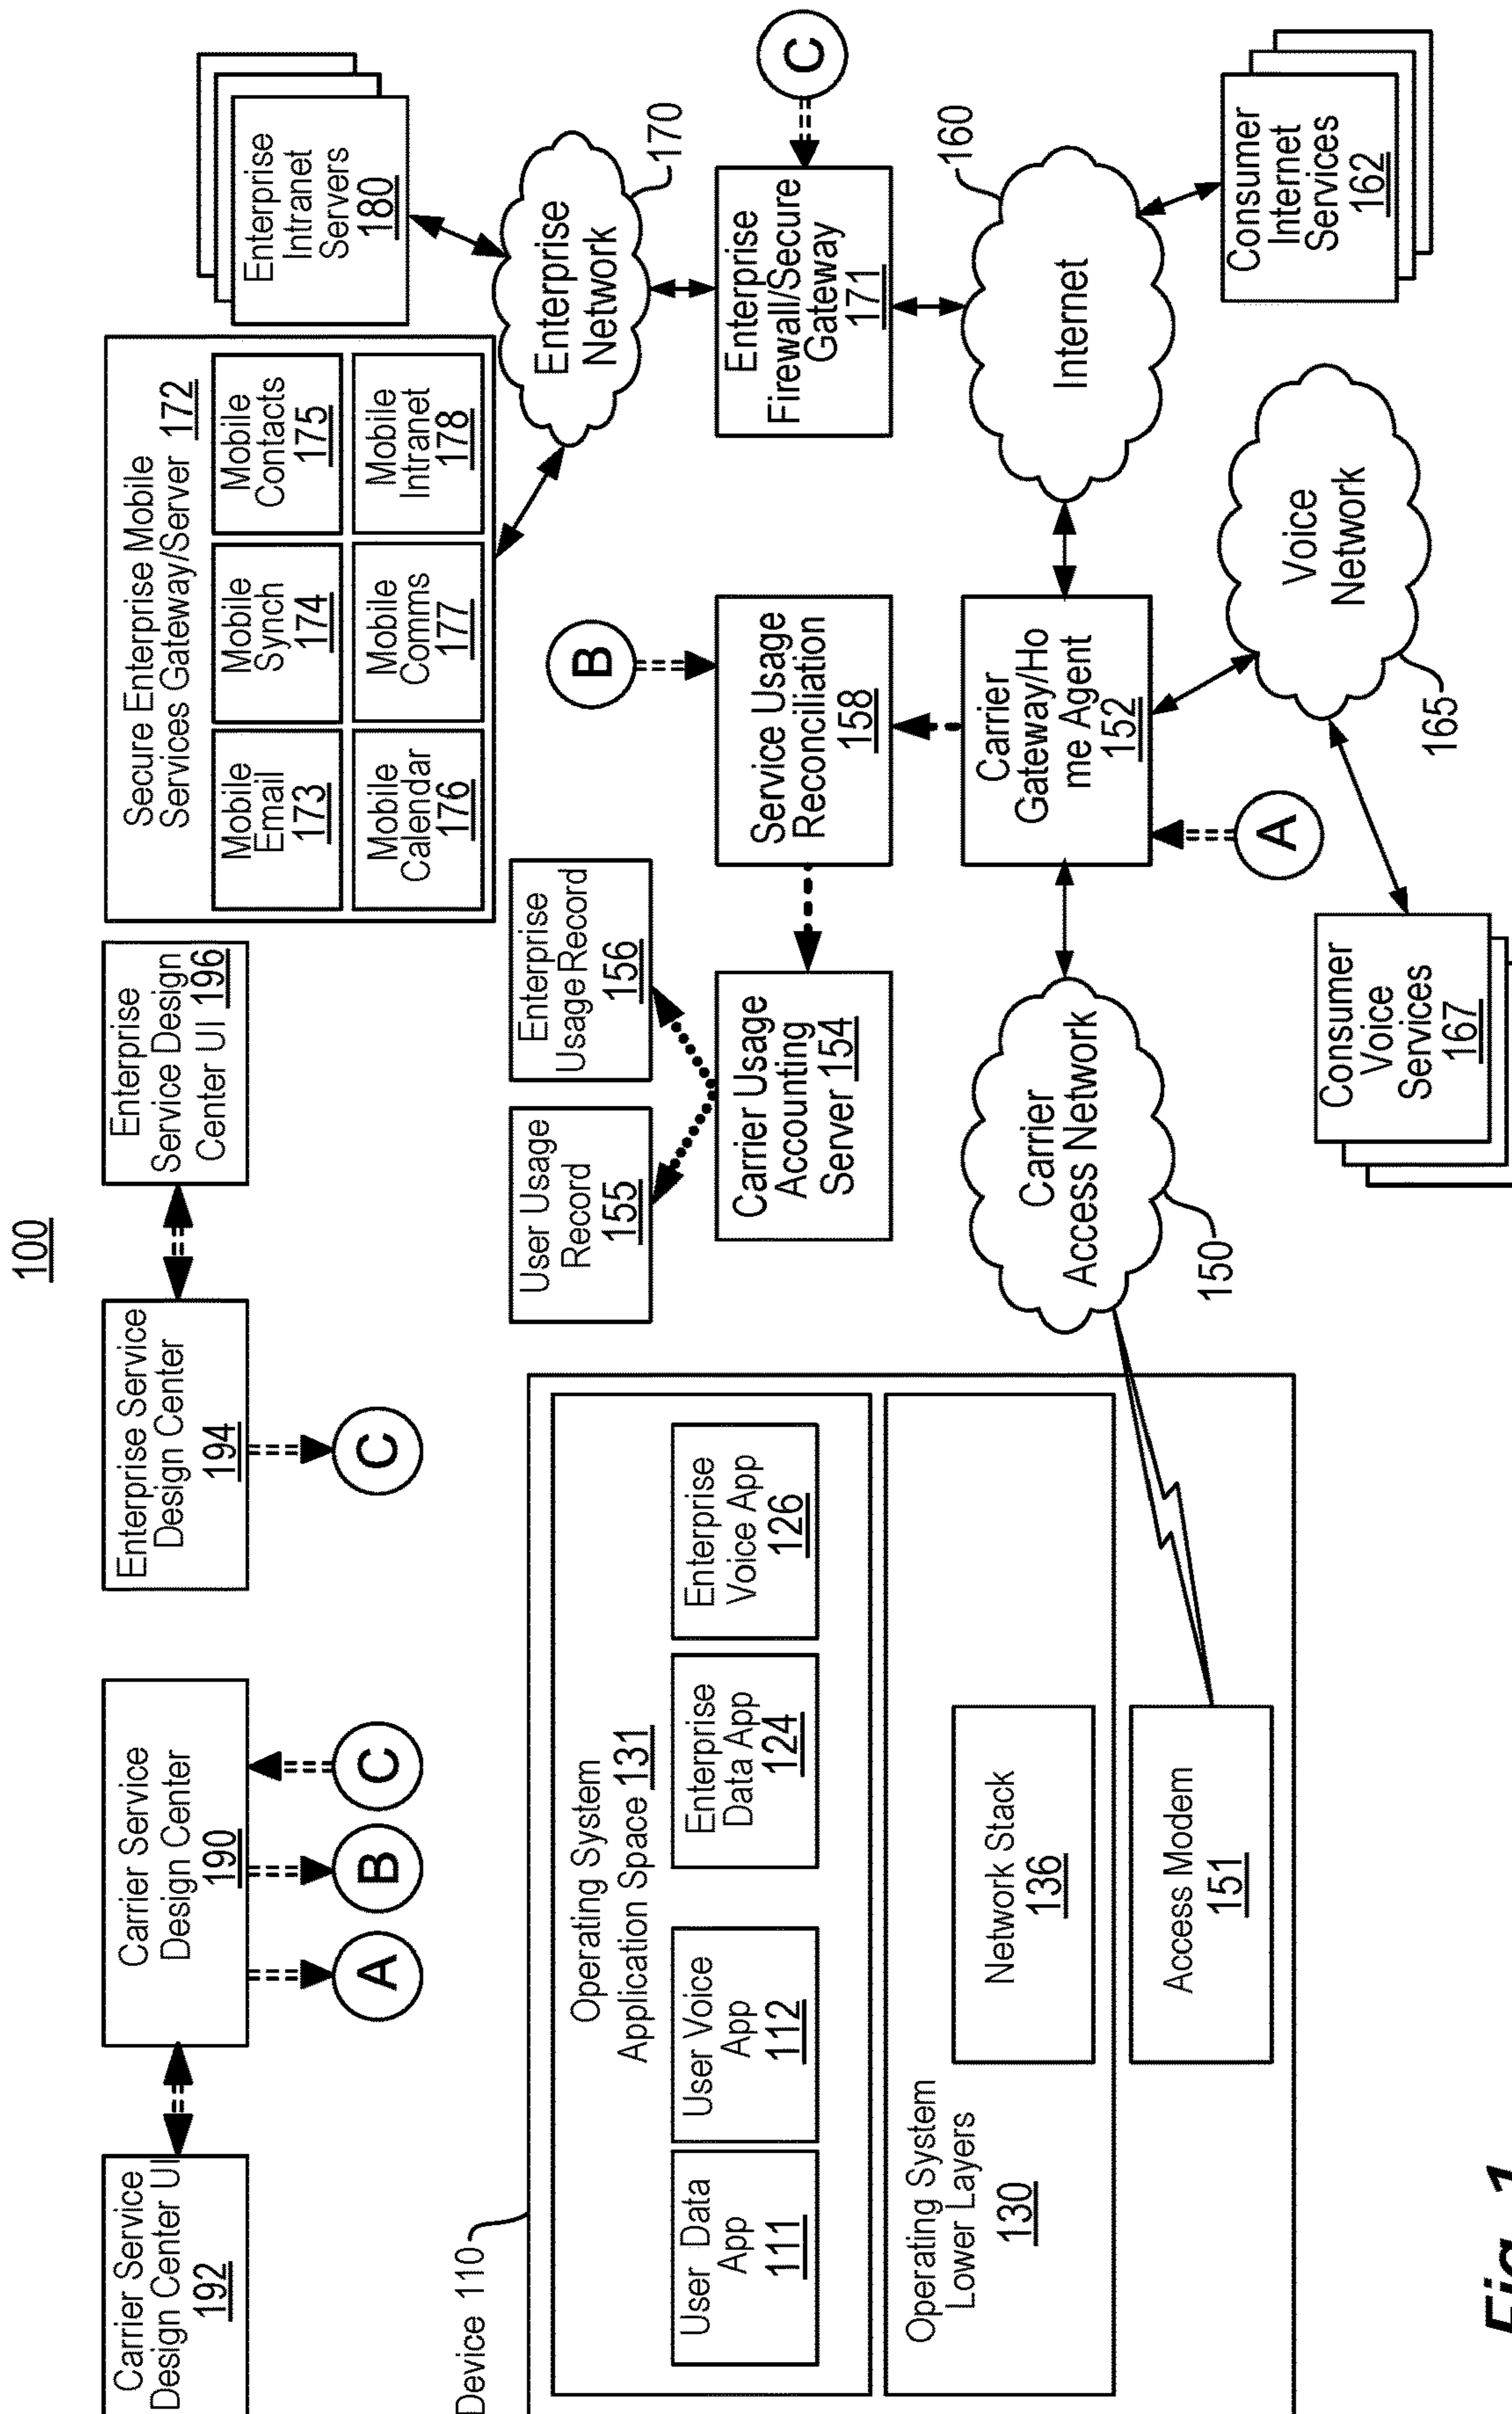 100
Carrier Service
Design Center UI
192
Carrier Service
Design Center
190
A
B
C
Enterprise Service
Design Center
194
C
Enterprise
Service Design
Center UI 196
Secure Enterprise Mobile
Services Gateway/Server 172
Mobile
Email
173
Mobile
Synch
174
Mobile
Contacts
175
Mobile
Calendar
176
Mobile
Comms
177
Mobile
Intranet
178
Enterprise
Intranet
Servers
180
Device 110
Operating System
Application Space 131
User Data
App
111
User Voice
App
112
Enterprise
Data App
124
Enterprise
Voice App
126
Operating System
Lower Layers
130
Network Stack
136
Access Modem
151
User Usage
Record
155
Enterprise
Usage Record
156
Carrier Usage
Accounting
Server 154
B
Service Usage
Reconciliation
158
Enterprise
Network
170
Enterprise
Firewall/Secure
Gateway
171
C
Carrier
Access Network
150
Carrier
Gateway/Ho
me Agent
152
A
Internet
160
Consumer
Internet
Services
162
Voice
Network
165
Consumer
Voice
Services
167
Fig. 1